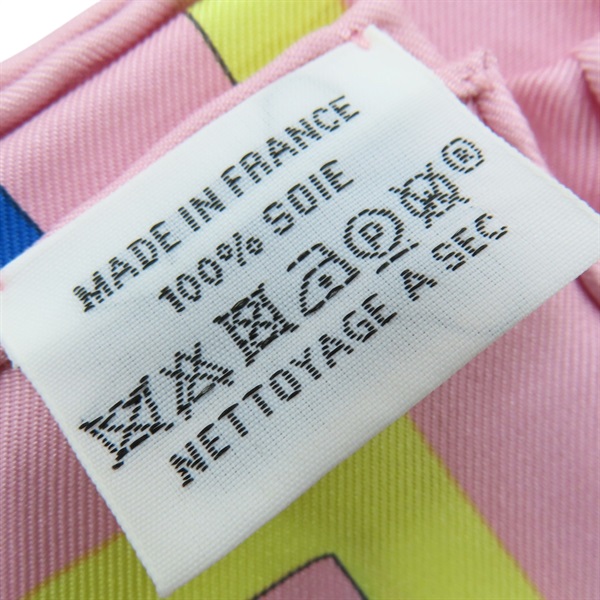 MADE IN FRANCE
100% SOIE
P ®
NETTOYAGE A SEC